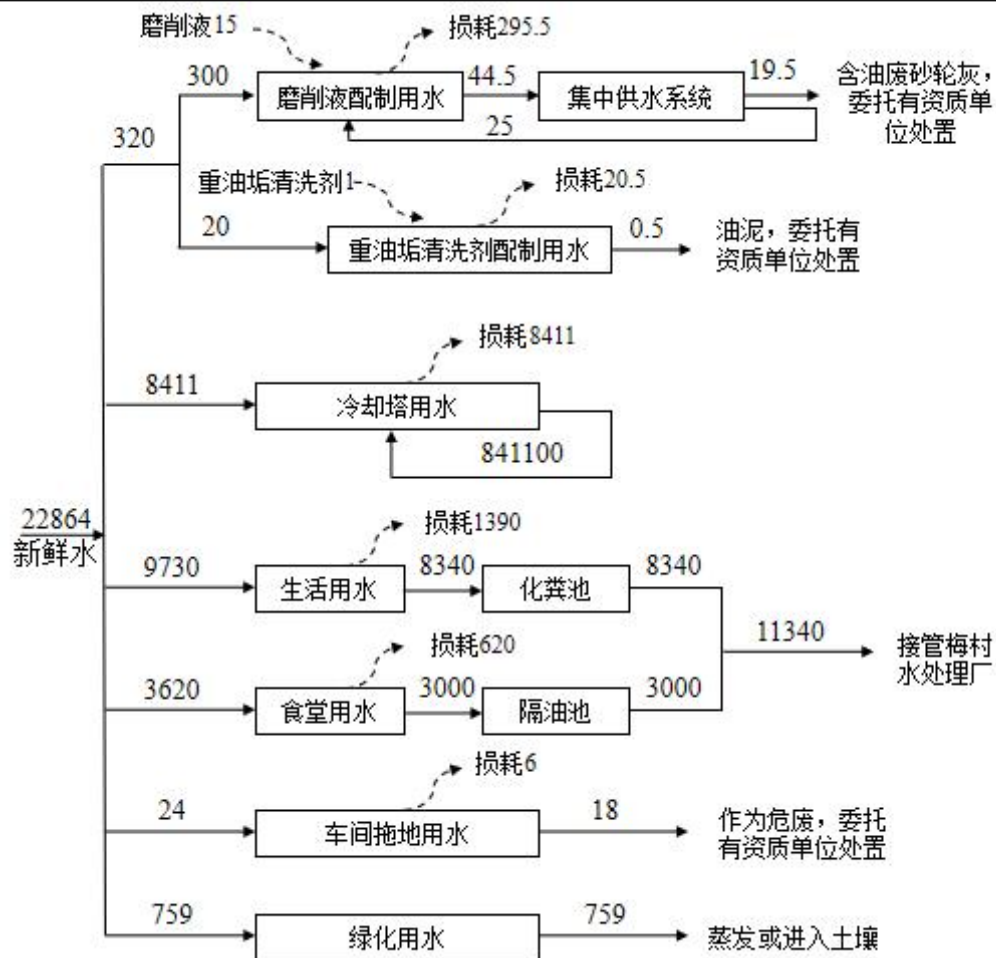 磨削液15
损耗295.5
300
磨削液配制用水
44.5
集中供水系统
19.5
含油废砂轮灰，
委托有资质单
位处置
25
320
重油垢清洗剂1
损耗20.5
20
重油垢清洗剂配制用水
0.5
油泥，委托有
资质单位处置
损耗8411
8411
冷却塔用水
841100
22864
新鲜水
损耗1390
9730
生活用水
8340
化粪池
8340
11340
接管梅村
水处理厂
损耗620
3620
食堂用水
3000
隔油池
3000
损耗6
24
车间拖地用水
18
作为危废，委托
有资质单位处置
759
绿化用水
759
蒸发或进入土壤